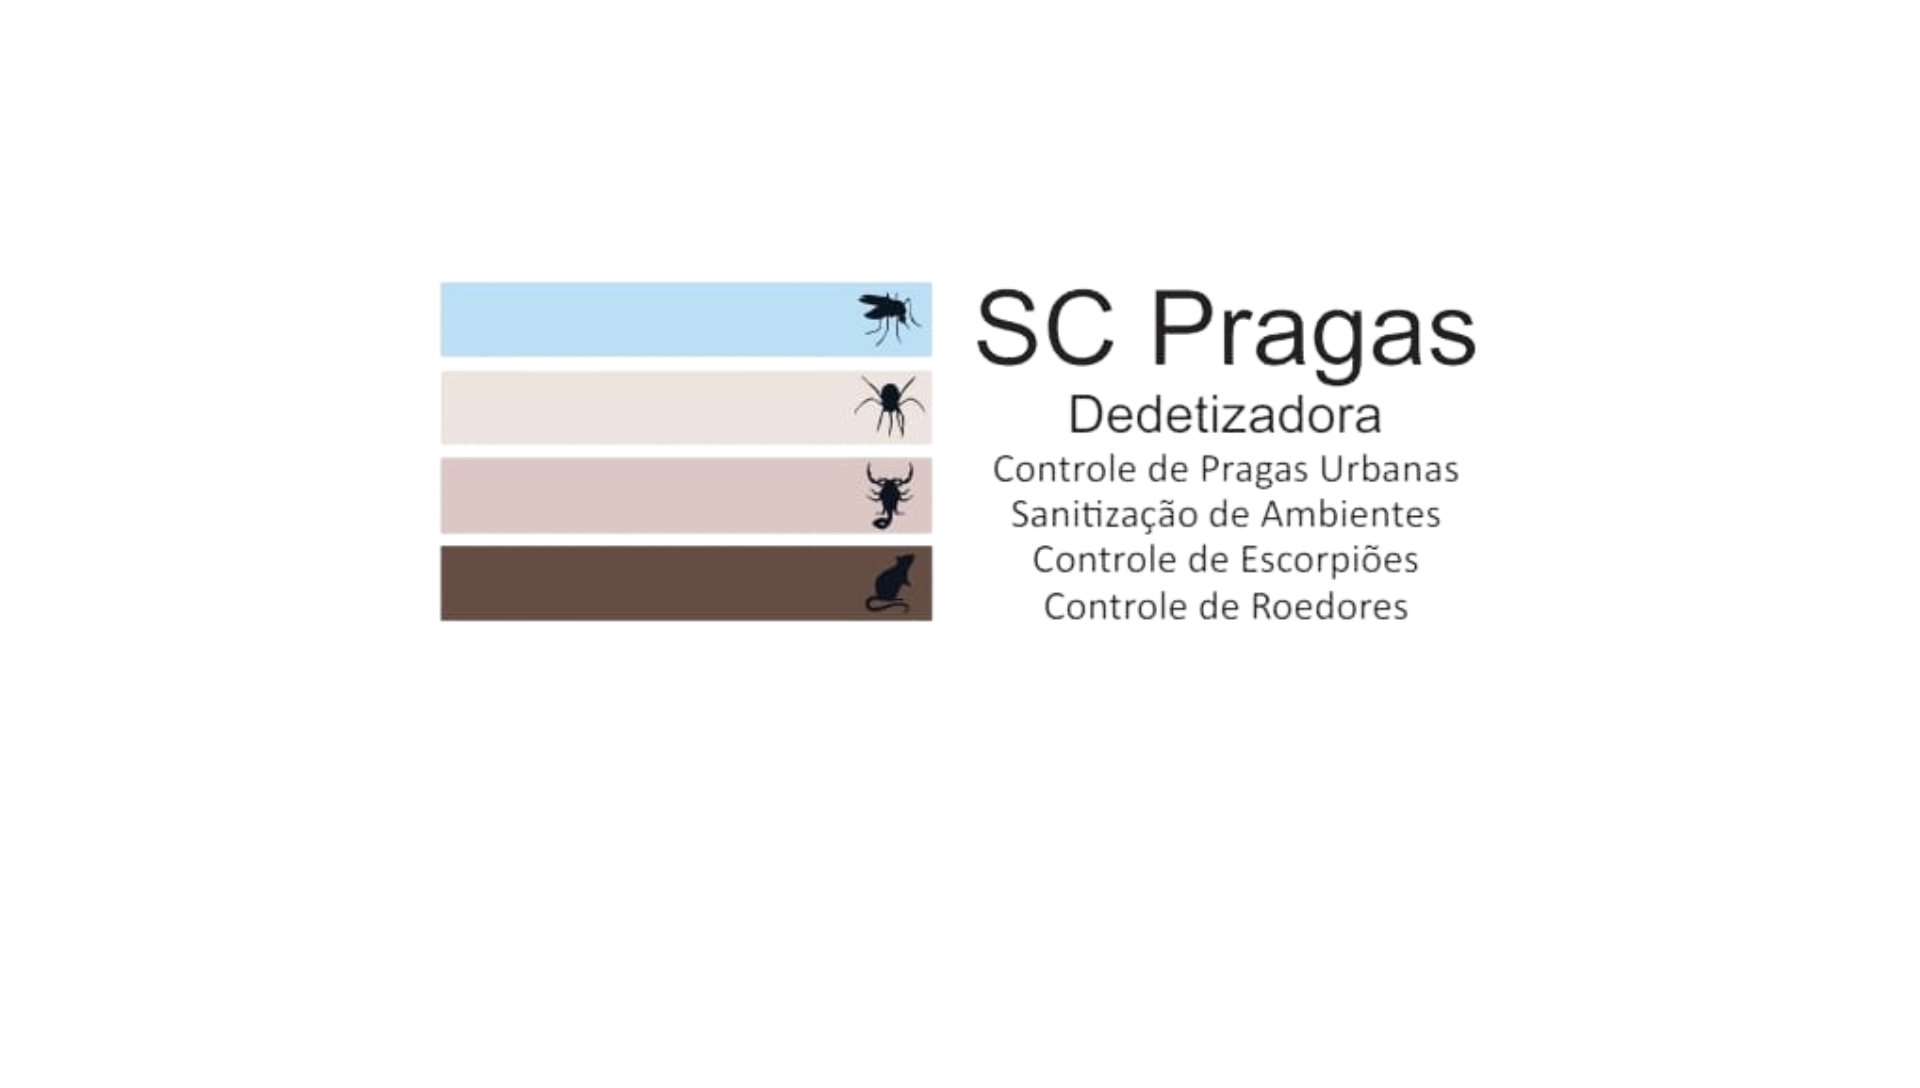 SC Pragas
Dedetizadora
Controle de Pragas Urbanas
Sanitização de Ambientes
Controle de Escorpiões
Controle de Roedores